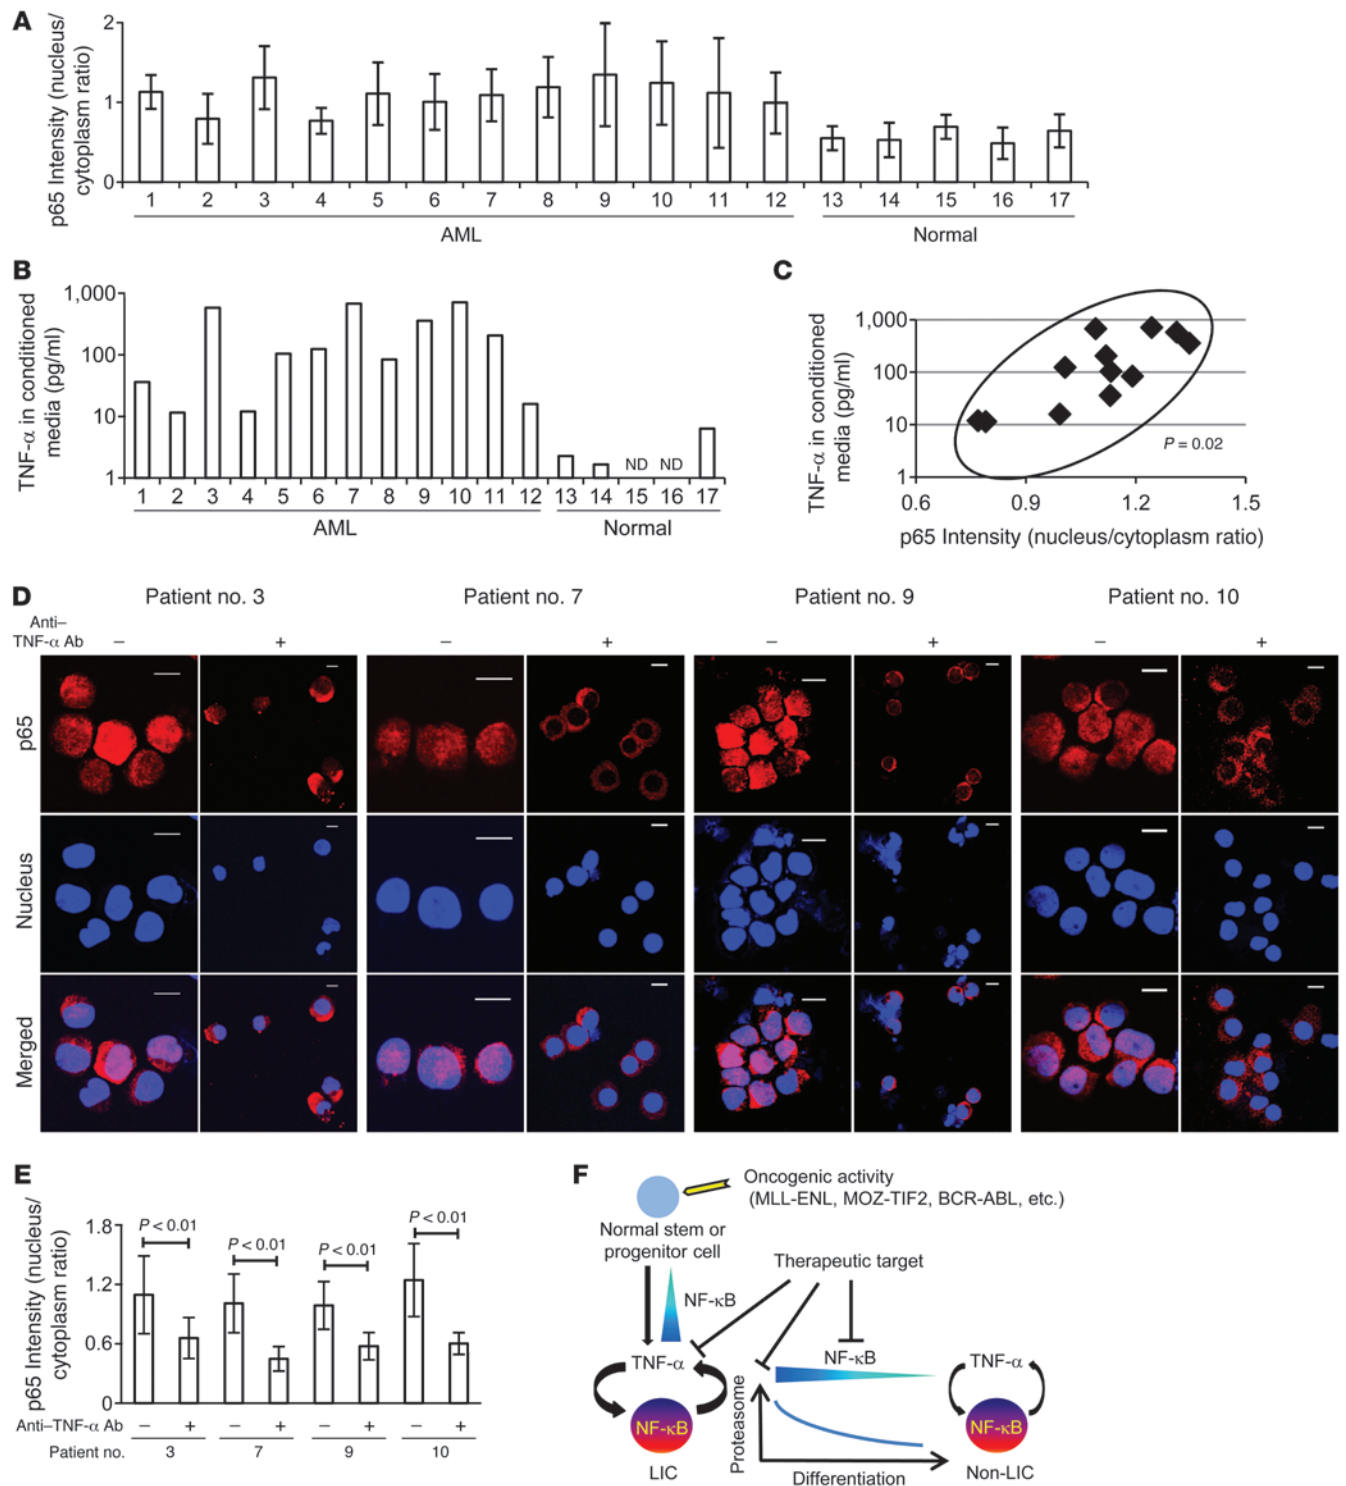 A
p65 Intensity (nucleus/
cytoplasm ratio)
2
1
0
1 2 3 4 5 6 7 8 9 10 11 12 13 14 15 16 17
AML Normal
B
TNF-α in conditioned
media (pg/ml)
1,000
100
10
1
ND ND
1 2 3 4 5 6 7 8 9 10 11 12 13 14 15 16 17
AML Normal
C
TNF-α in conditioned
media (pg/ml)
1,000
100
10
1
P = 0.02
0.6 0.9 1.2 1.5
p65 Intensity (nucleus/cytoplasm ratio)
D
Patient no. 3 Patient no. 7 Patient no. 9 Patient no. 10
Anti–
TNF-α Ab − + − + − + − +
p65
Nucleus
Merged
E
p65 Intensity (nucleus/
cytoplasm ratio)
1.8
1.2
0.6
0
P < 0.01
P < 0.01
P < 0.01
P < 0.01
Anti–TNF-α Ab − + − + − + − +
Patient no. 3 7 9 10
F
Oncogenic activity
(MLL-ENL, MOZ-TIF2, BCR-ABL, etc.)
Normal stem or
progenitor cell
Therapeutic target
NF-κB
TNF-α
NF-κB
TNF-α
NF-κB
NF-κB
LIC
Proteasome
Differentiation
Non-LIC